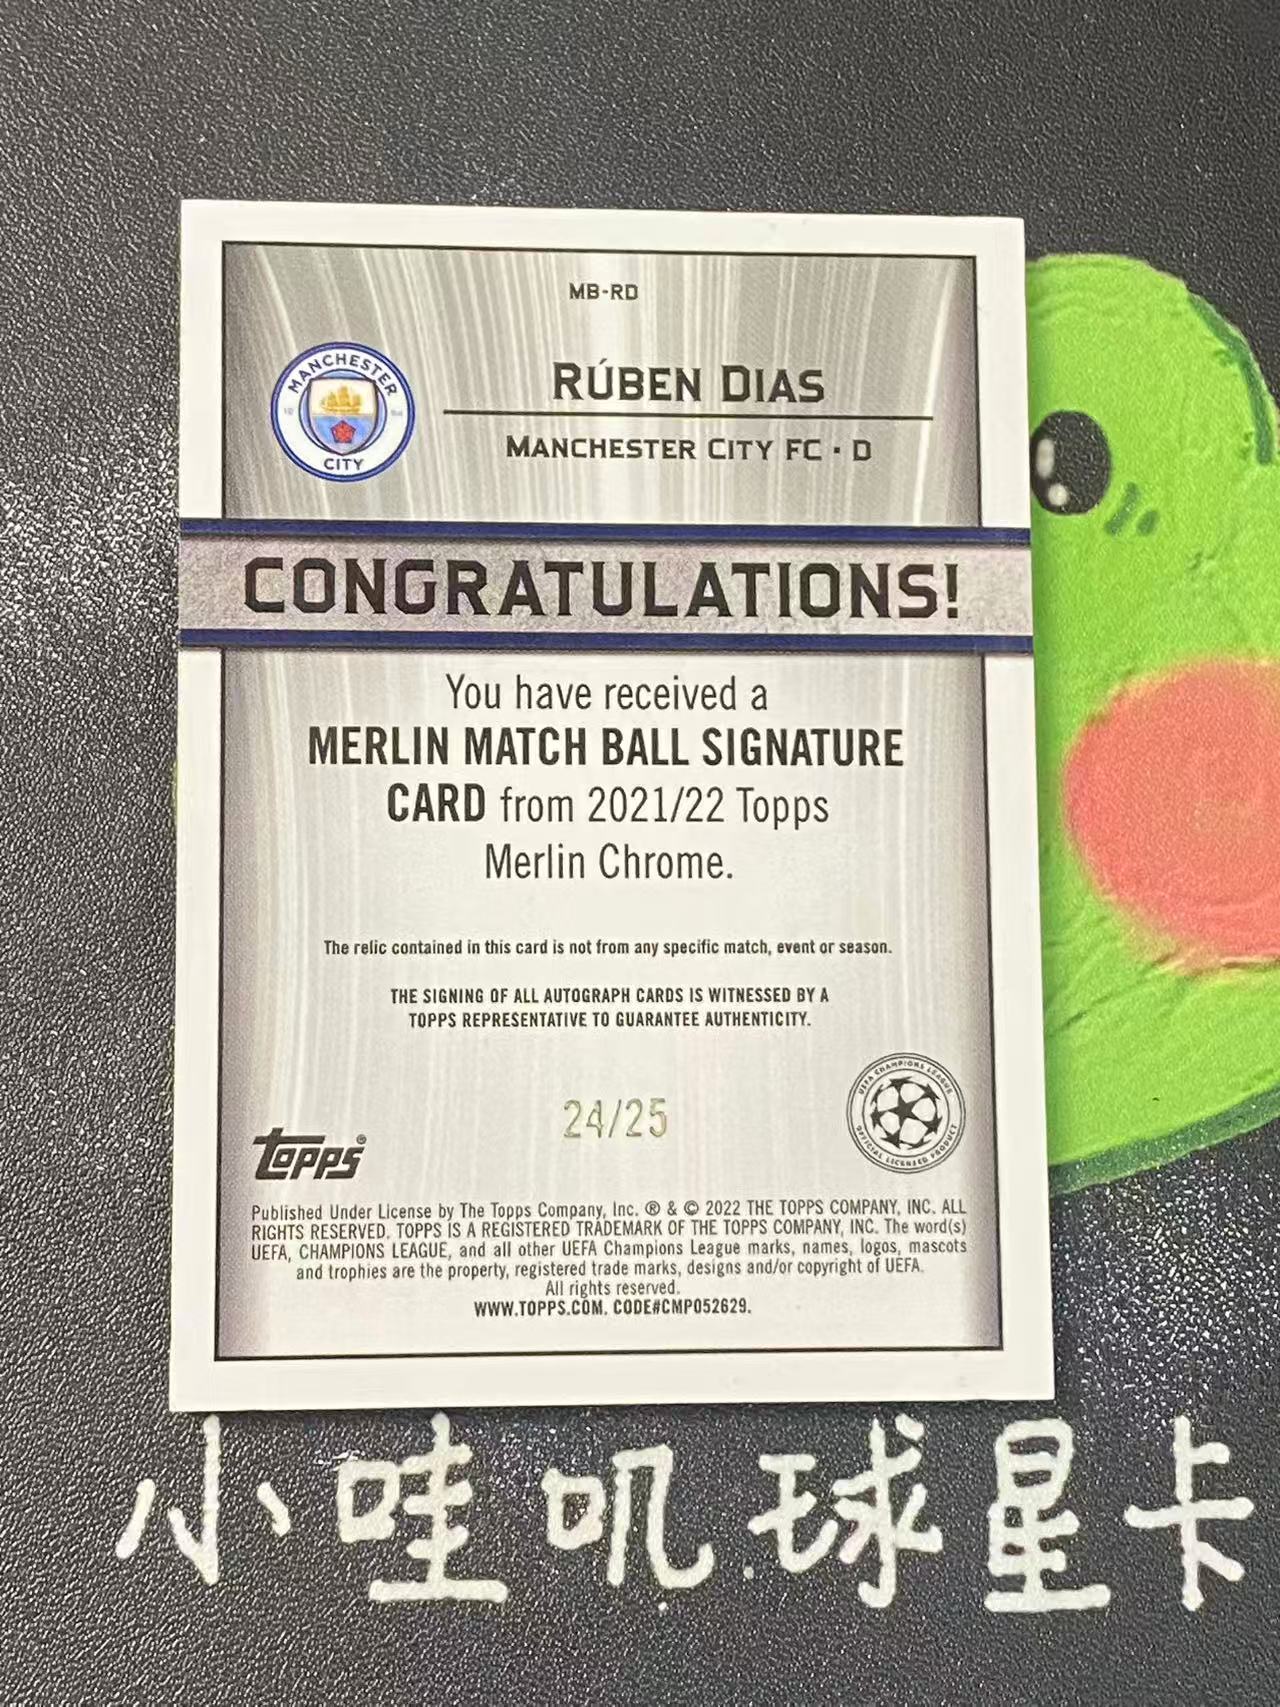 MB-RD
MANCHESTER
CITY
RÚBEN DIAS
MANCHESTER CITY FC · D
CONGRATULATIONS!
You have received a
MERLIN MATCH BALL SIGNATURE
CARD from 2021/22 Topps
Merlin Chrome.
The relic contained in this card is not from any specific match, event or season.
THE SIGNING OF ALL AUTOGRAPH CARDS IS WITNESSED BY A
TOPPS REPRESENTATIVE TO GUARANTEE AUTHENTICITY.
24/25
topps®
UEFA CHAMPIONS LEAGUE
OFFICIAL LICENSED PRODUCT
Published Under License by The Topps Company, Inc. ® & © 2022 THE TOPPS COMPANY, INC. ALL
RIGHTS RESERVED. TOPPS IS A REGISTERED TRADEMARK OF THE TOPPS COMPANY, INC. The word(s)
UEFA, CHAMPIONS LEAGUE, and all other UEFA Champions League marks, names, logos, mascots
and trophies are the property, registered trade marks, designs and/or copyright of UEFA.
All rights reserved.
WWW.TOPPS.COM. CODE#CMP052629.
小哇叽球星卡